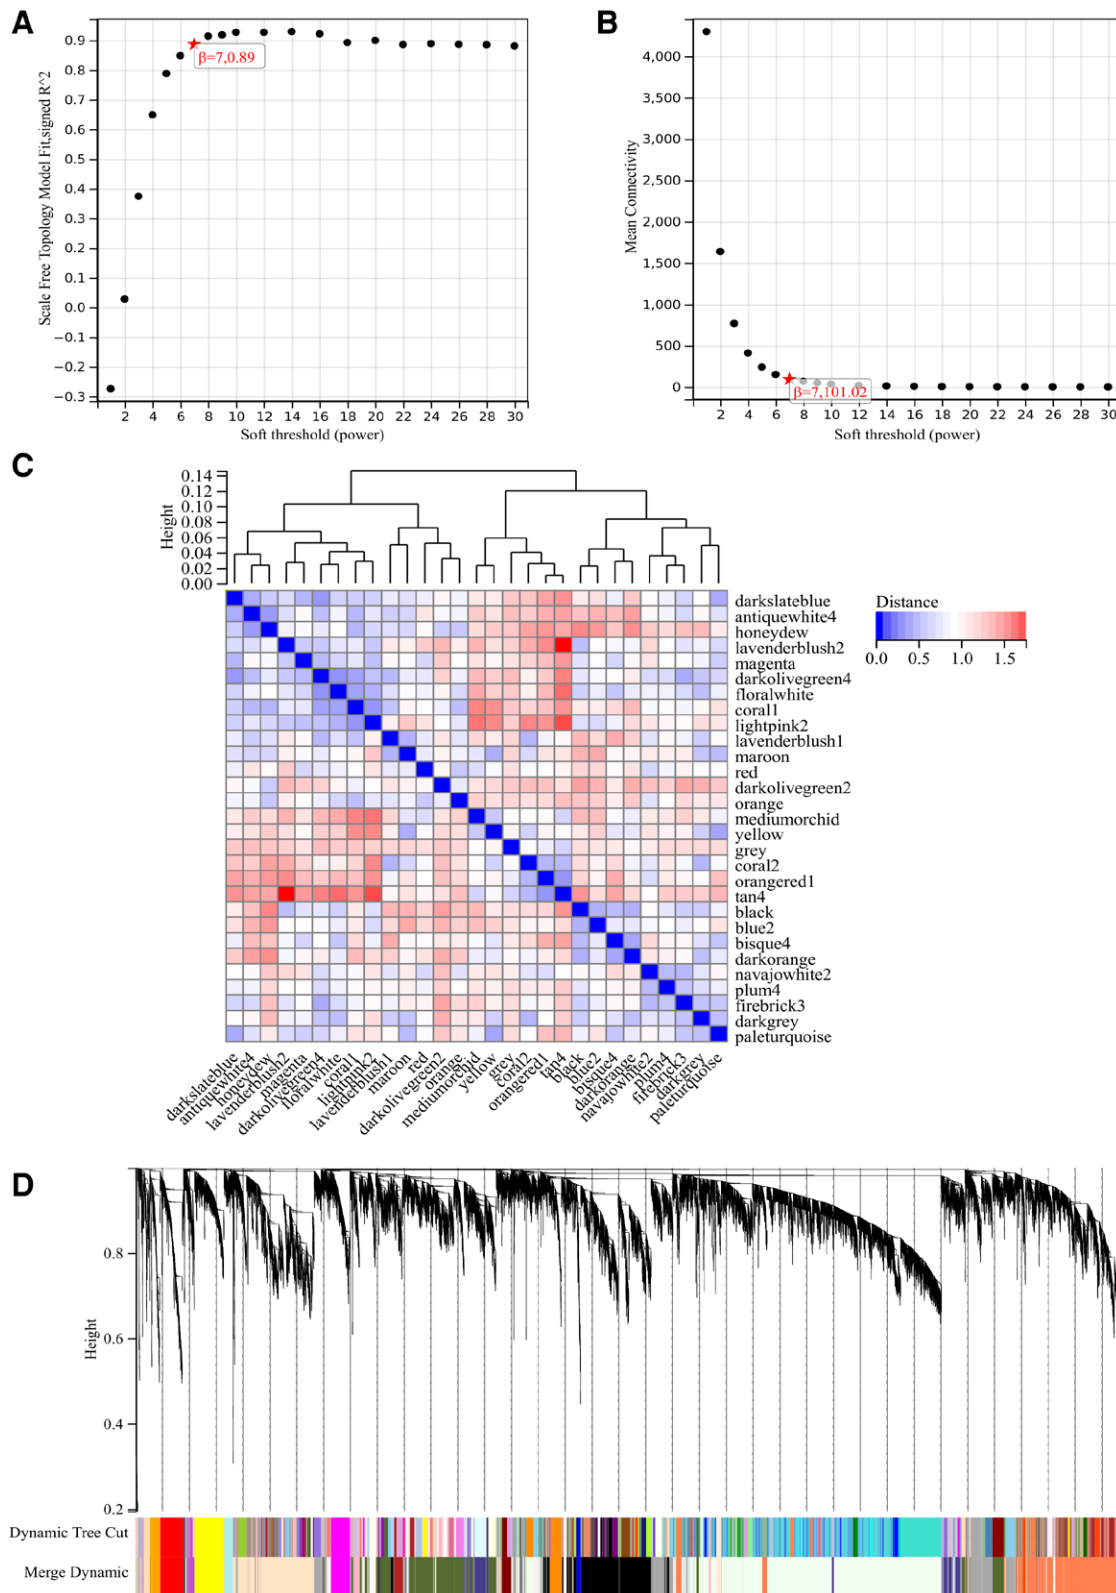 A
Scale Free Topology Model Fit,signed R^2
0.9
0.8
0.7
0.6
0.5
0.4
0.3
0.2
0.1
0.0
−0.1
−0.2
−0.3
β=7,0.89
2 4 6 8 10 12 14 16 18 20 22 24 26 28 30
Soft threshold (power)
B
Mean Connectivity
4,000
3,500
3,000
2,500
2,000
1,500
1,000
500
0
β=7,101.02
2 4 6 8 10 12 14 16 18 20 22 24 26 28 30
Soft threshold (power)
C
Height
0.14
0.12
0.10
0.08
0.06
0.04
0.02
0.00
darkslateblue
antiquewhite4
honeydew
lavenderblush2
magenta
darkolivegreen4
floralwhite
coral1
lightpink2
lavenderblush1
maroon
red
darkolivegreen2
orange
mediumorchid
yellow
grey
coral2
orangered1
tan4
black
blue2
bisque4
darkorange
navajowhite2
plum4
firebrick3
darkgrey
paleturquoise
Distance
0.0 0.5 1.0 1.5
darkslateblue
antiquewhite4
honeydew
lavenderblush2
magenta
darkolivegreen4
floralwhite
coral1
lightpink2
lavenderblush1
maroon
red
darkolivegreen2
orange
mediumorchid
yellow
grey
coral2
orangered1
tan4
black
blue2
bisque4
darkorange
navajowhite2
plum4
firebrick3
darkgrey
paleturquoise
D
Height
0.8
0.6
0.4
0.2
Dynamic Tree Cut
Merge Dynamic